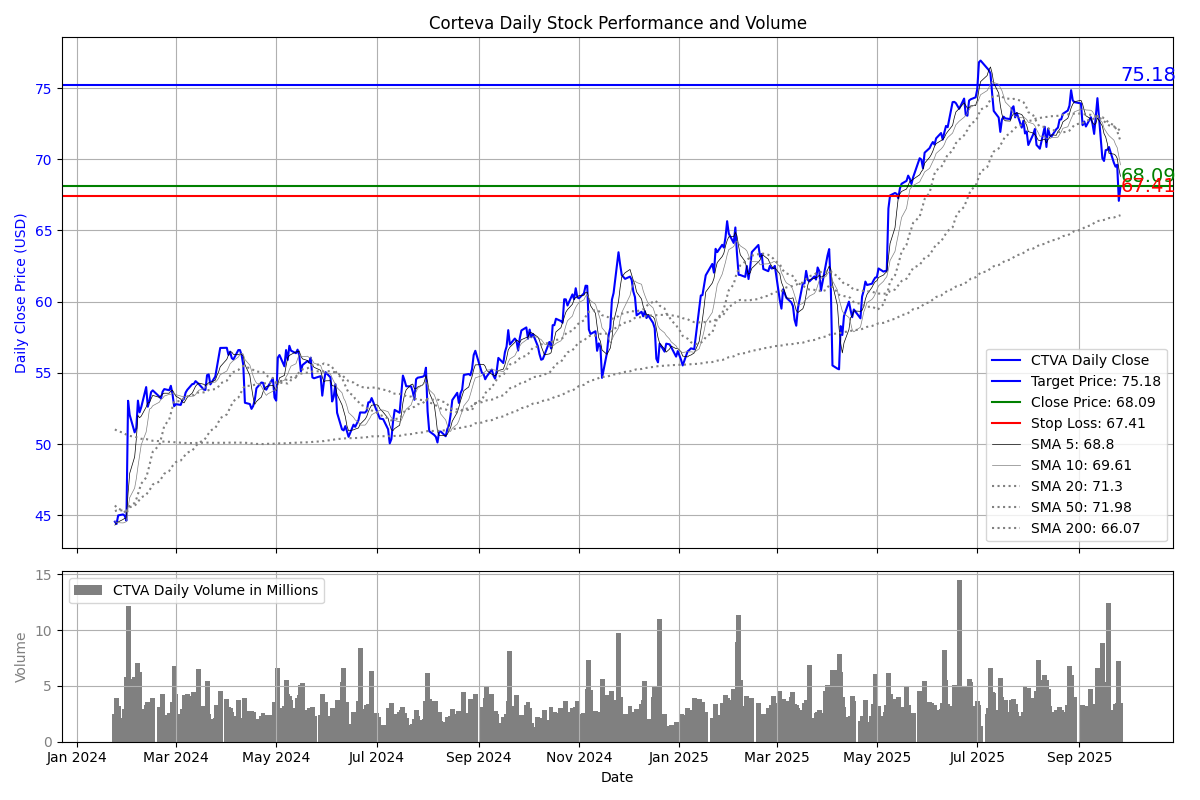 Corteva Daily Stock Performance and Volume
Daily Close Price (USD)
75
70
65
60
55
50
45
75.18
68.09
67.41
CTVA Daily Close
Target Price: 75.18
Close Price: 68.09
Stop Loss: 67.41
SMA 5: 68.8
SMA 10: 69.61
SMA 20: 71.3
SMA 50: 71.98
SMA 200: 66.07
Volume
15
10
5
0
CTVA Daily Volume in Millions
Jan 2024 Mar 2024 May 2024 Jul 2024 Sep 2024 Nov 2024 Jan 2025 Mar 2025 May 2025 Jul 2025 Sep 2025
Date